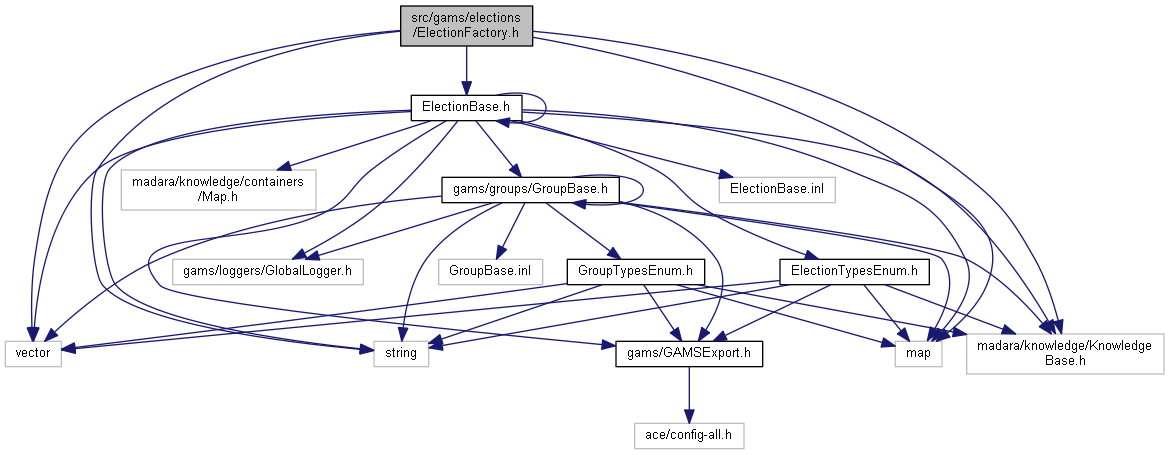 src/gams/elections
/ElectionFactory.h
ElectionBase.h
madara/knowledge/containers
/Map.h
gams/groups/GroupBase.h
ElectionBase.inl
gams/loggers/GlobalLogger.h
GroupBase.inl
GroupTypesEnum.h
ElectionTypesEnum.h
vector
string
gams/GAMSExport.h
map
madara/knowledge/Knowledge
Base.h
ace/config-all.h